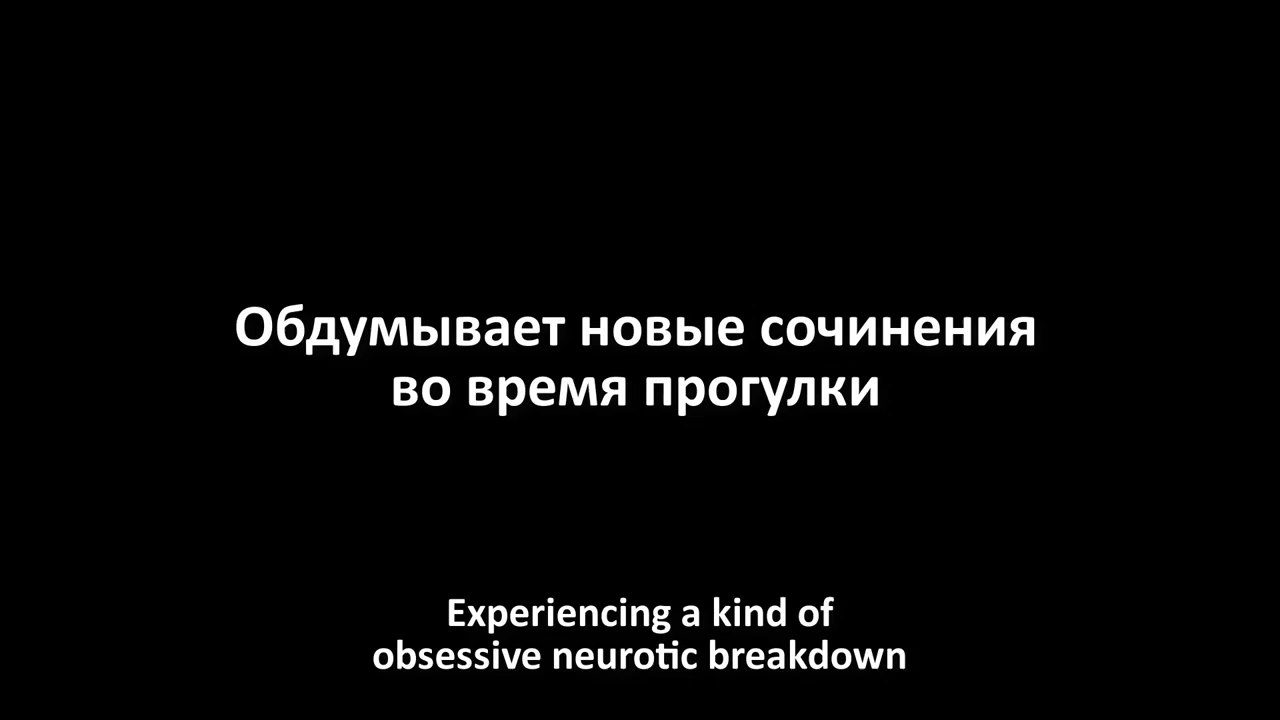 Обдумывает новые сочинения
во время прогулки
Experiencing a kind of
obsessive neurotic breakdown